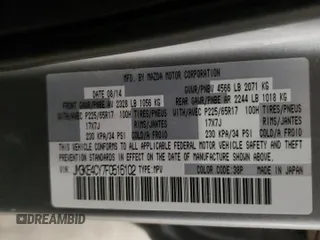 MFD. BY MAZDA MOTOR CORPORATION
DATE 08/14 GVWR/PNBV 4566 LB 2071 KG
FRONT GAWR/PNBE AV 2328 LB 1056 KG REAR GAWR/PNBE AR 2244 LB 1018 KG
WITH/AVEC P225/65R17 100H TIRES/PNEUS WITH/AVEC P225/65R17 100H TIRES/PNEUS
17X7J RIMS/JANTES 17X7J RIMS/JANTES
230 KPA/34 PSI COLD/A FROID 230 KPA/34 PSI COLD/A FROID
THIS VEHICLE CONFORMS TO ALL APPLICABLE FEDERAL MOTOR VEHICLE
SAFETY, BUMPER, AND THEFT PREVENTION STANDARDS IN EFFECT ON THE
DATE OF MANUFACTURE SHOWN ABOVE.
VIN: JM3KE4CY7F0516102 TYPE:MPV
COLOR CODE: 38P MADE IN JAPAN
DREAMBID